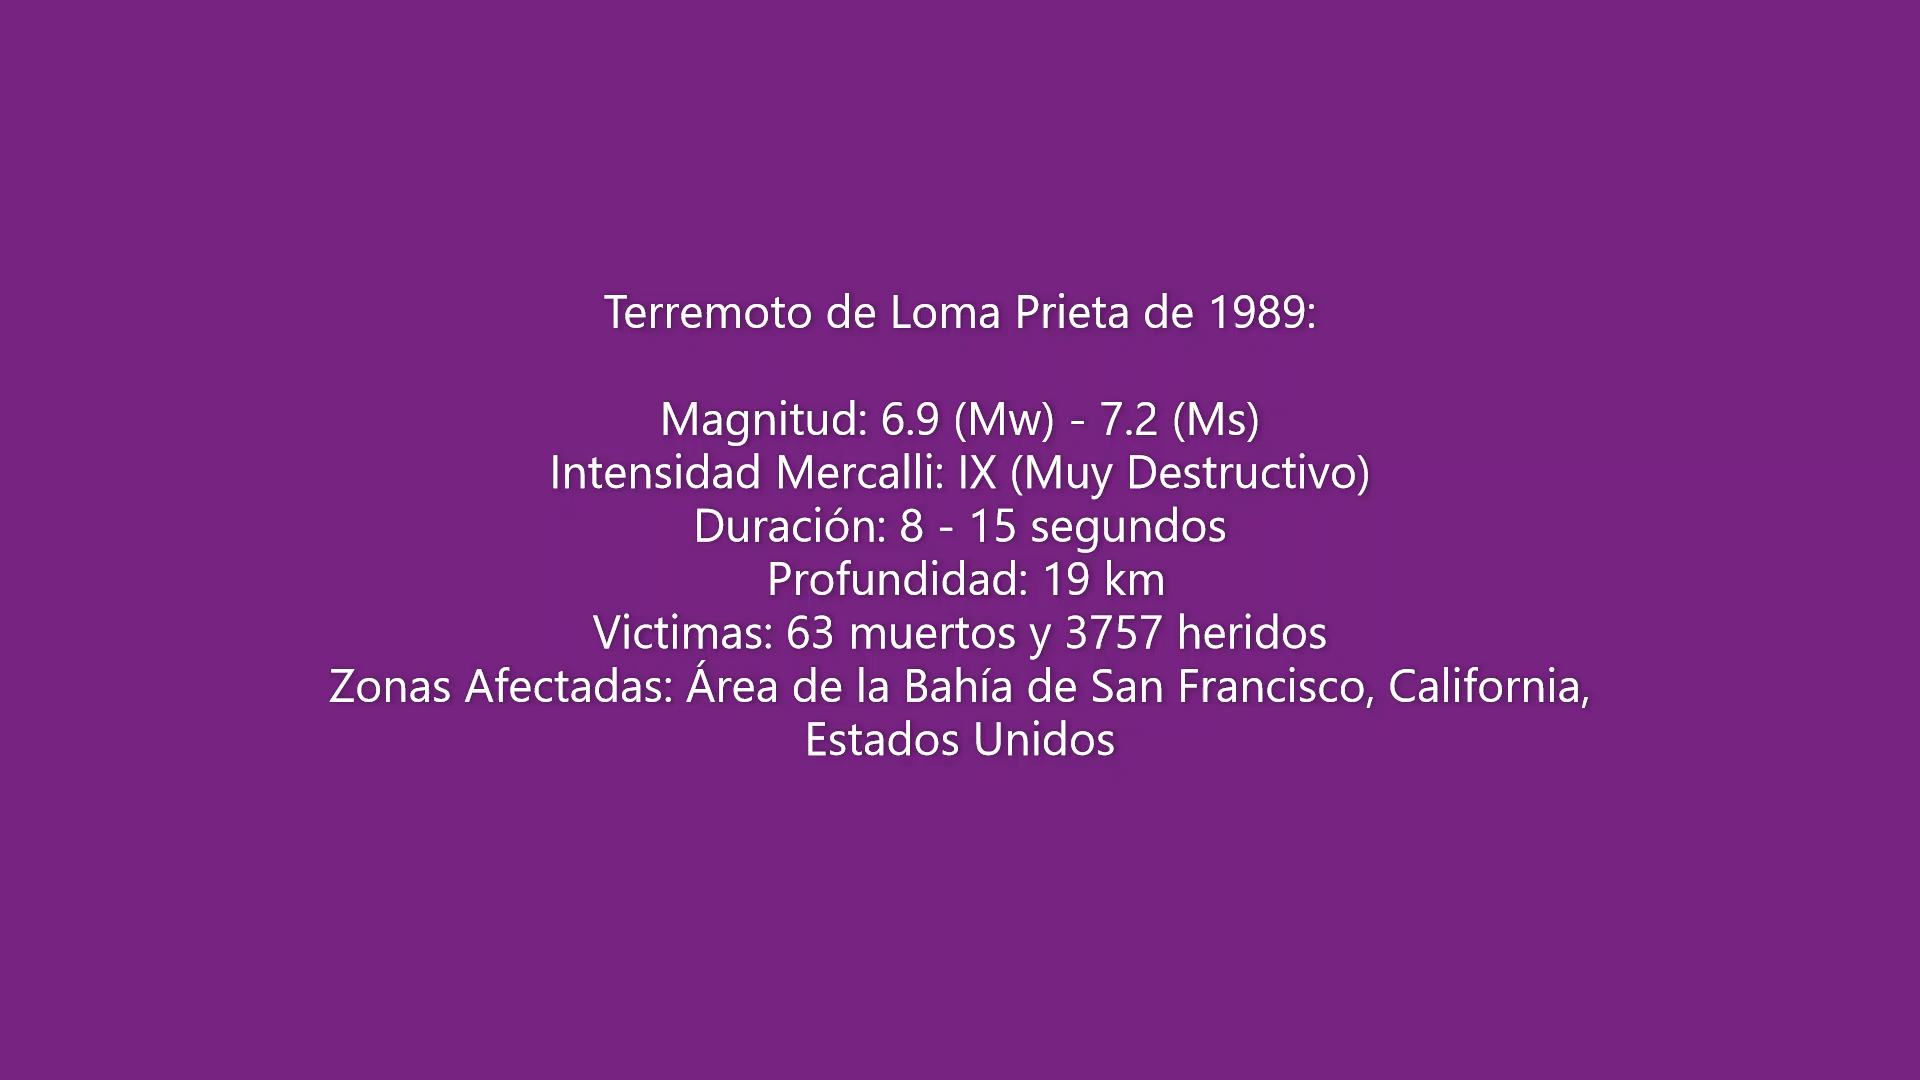 Terremoto de Loma Prieta de 1989:
Magnitud: 6.9 (Mw) - 7.2 (Ms)
Intensidad Mercalli: IX (Muy Destructivo)
Duración: 8 - 15 segundos
Profundidad: 19 km
Victimas: 63 muertos y 3757 heridos
Zonas Afectadas: Área de la Bahía de San Francisco, California,
Estados Unidos